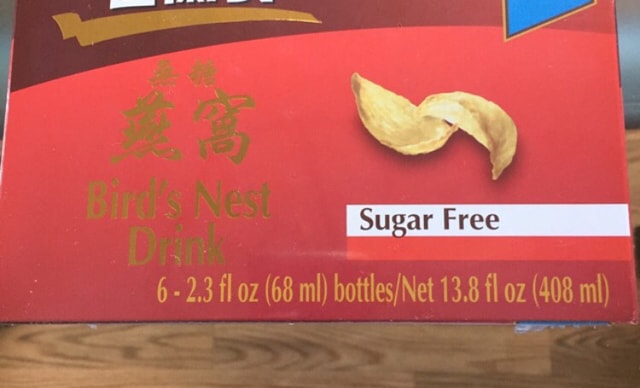 無糖
燕窩
Bird's Nest
Drink
Sugar Free
6 - 2.3 fl oz (68 ml) bottles/Net 13.8 fl oz (408 ml)